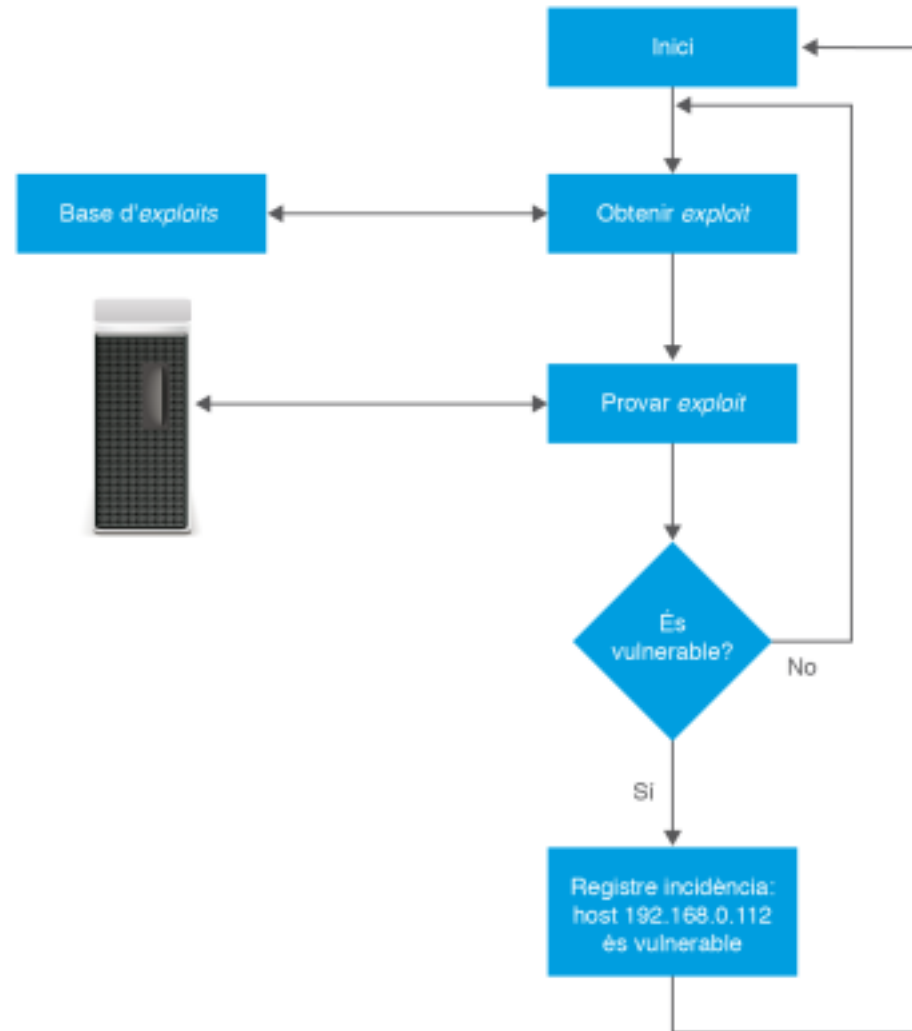 Inici
Base d'exploits
Obtenir exploit
Provar exploit
És
vulnerable?
No
Si
Registre incidència:
host 192.168.0.112
és vulnerable